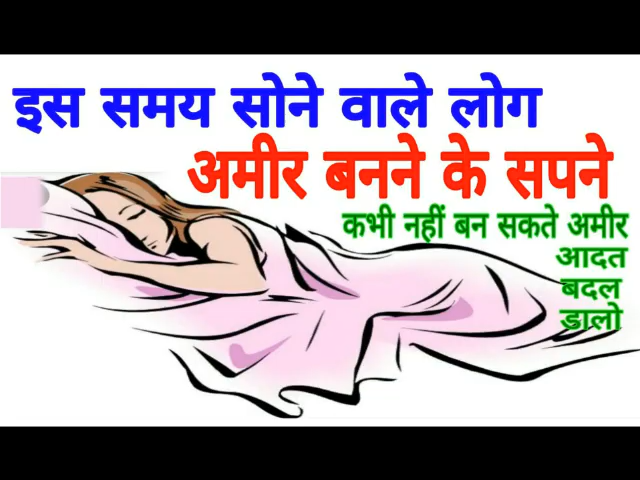 इस समय सोने वाले लोग
अमीर बनने के सपने
कभी नहीं बन सकते अमीर
आदत
बदल
डालो